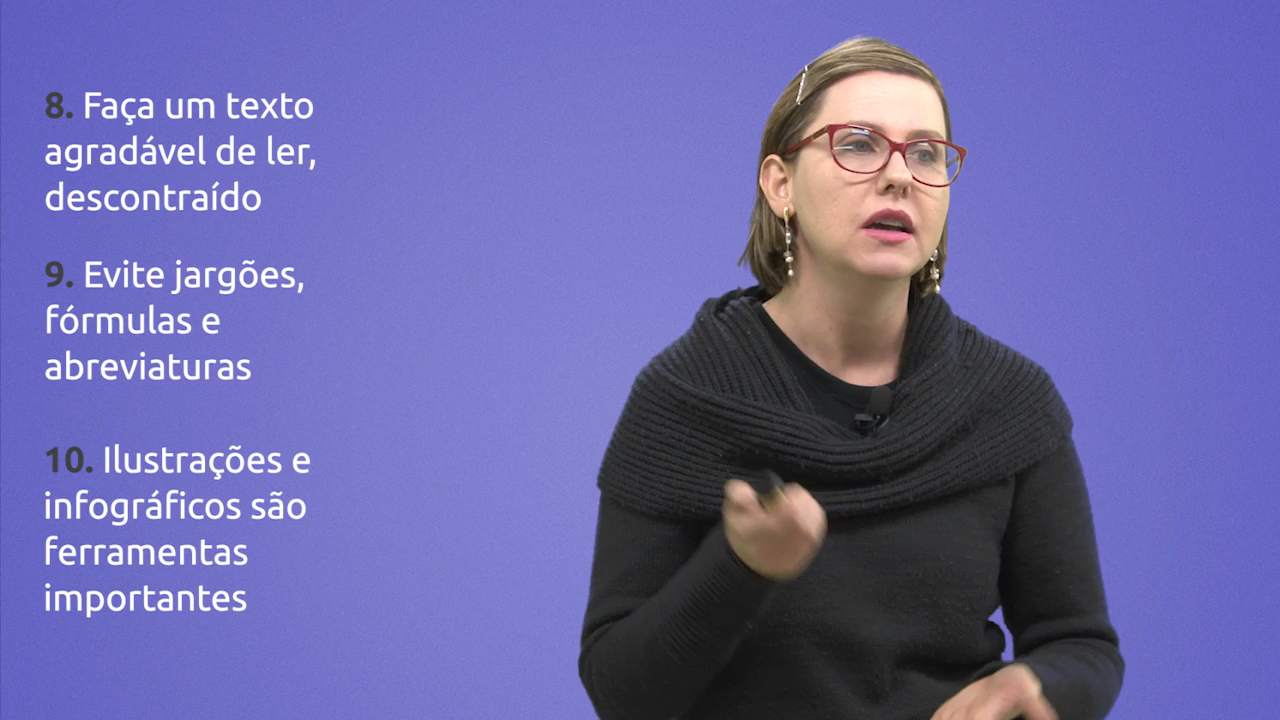 8. Faça um texto
agradável de ler,
descontraído
9. Evite jargões,
fórmulas e
abreviaturas
10. Ilustrações e
infográficos são
ferramentas
importantes